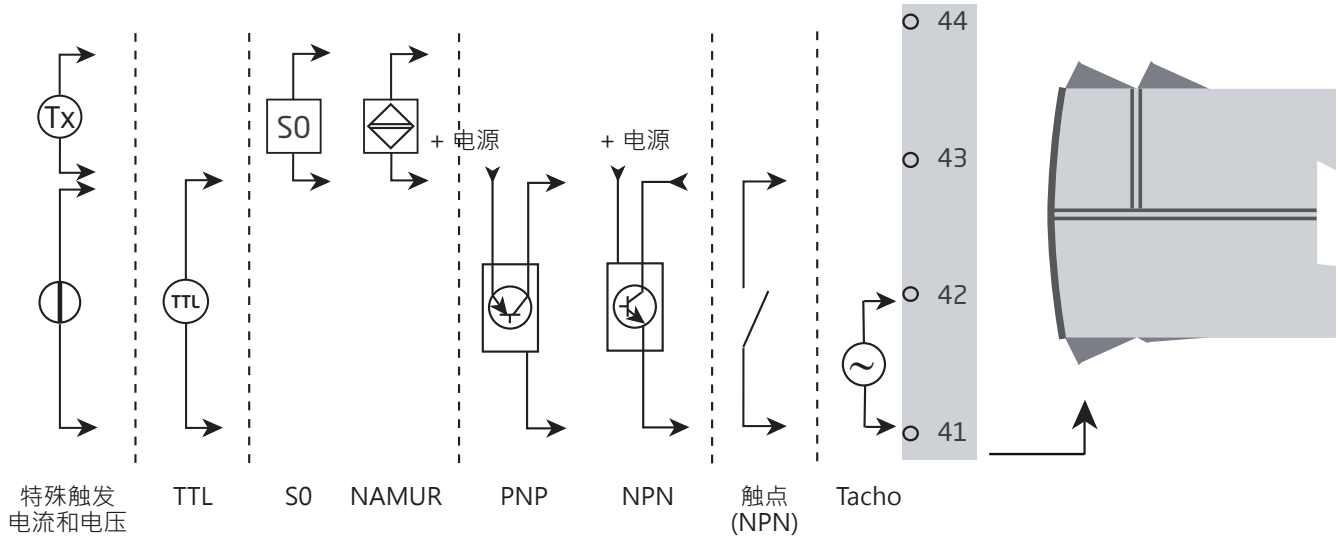 44
Tx
S0
+ 电源
+ 电源
43
TTL
42
~
41
特殊触发
电流和电压
TTL
S0
NAMUR
PNP
NPN
触点
(NPN)
Tacho